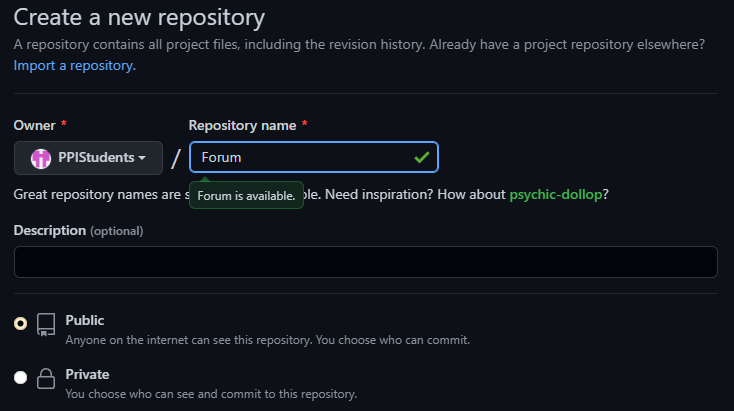 Create a new repository
A repository contains all project files, including the revision history. Already have a project repository elsewhere?
Import a repository.
Owner *
Repository name *
PPIStudents
/
Forum
Great repository names are s ble. Need inspiration? How about psychic-dollop?
Forum is available.
Description (optional)
Public
Anyone on the internet can see this repository. You choose who can commit.
Private
You choose who can see and commit to this repository.